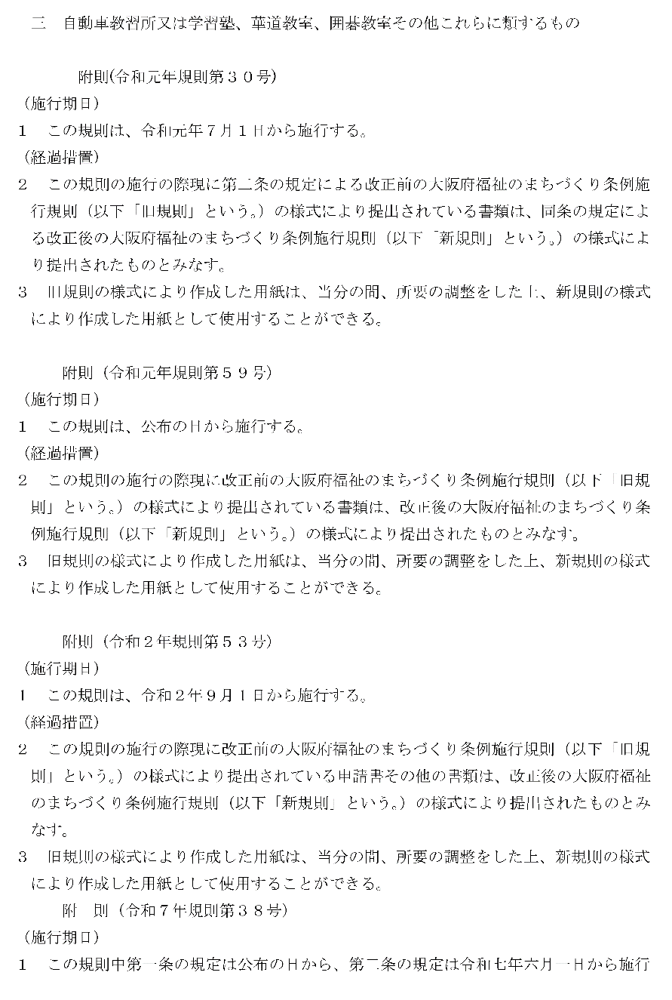 三　自動車教習所又は学習塾、華道教室、囲碁教室その他これらに類するもの
附則(令和元年規則第３０号)
（施行期日）
１　この規則は、令和元年７月１日から施行する。
（経過措置）
２　この規則の施行の際現に第二条の規定による改正前の大阪府福祉のまちづくり条例施
行規則（以下「旧規則」という。）の様式により提出されている書類は、同条の規定によ
る改正後の大阪府福祉のまちづくり条例施行規則（以下「新規則」という。）の様式によ
り提出されたものとみなす。
３　旧規則の様式により作成した用紙は、当分の間、所要の調整をした上、新規則の様式
により作成した用紙として使用することができる。
附則（令和元年規則第５９号）
（施行期日）
１　この規則は、公布の日から施行する。
（経過措置）
２　この規則の施行の際現に改正前の大阪府福祉のまちづくり条例施行規則（以下「旧規
則」という。）の様式により提出されている書類は、改正後の大阪府福祉のまちづくり条
例施行規則（以下「新規則」という。）の様式により提出されたものとみなす。
３　旧規則の様式により作成した用紙は、当分の間、所要の調整をした上、新規則の様式
により作成した用紙として使用することができる。
附則（令和２年規則第５３号）
（施行期日）
１　この規則は、令和２年９月１日から施行する。
（経過措置）
２　この規則の施行の際現に改正前の大阪府福祉のまちづくり条例施行規則（以下「旧規
則」という。）の様式により提出されている申請書その他の書類は、改正後の大阪府福祉
のまちづくり条例施行規則（以下「新規則」という。）の様式により提出されたものとみ
なす。
３　旧規則の様式により作成した用紙は、当分の間、所要の調整をした上、新規則の様式
により作成した用紙として使用することができる。
附　則（令和７年規則第３８号）
（施行期日）
１　この規則中第一条の規定は公布の日から、第二条の規定は令和七年六月一日から施行